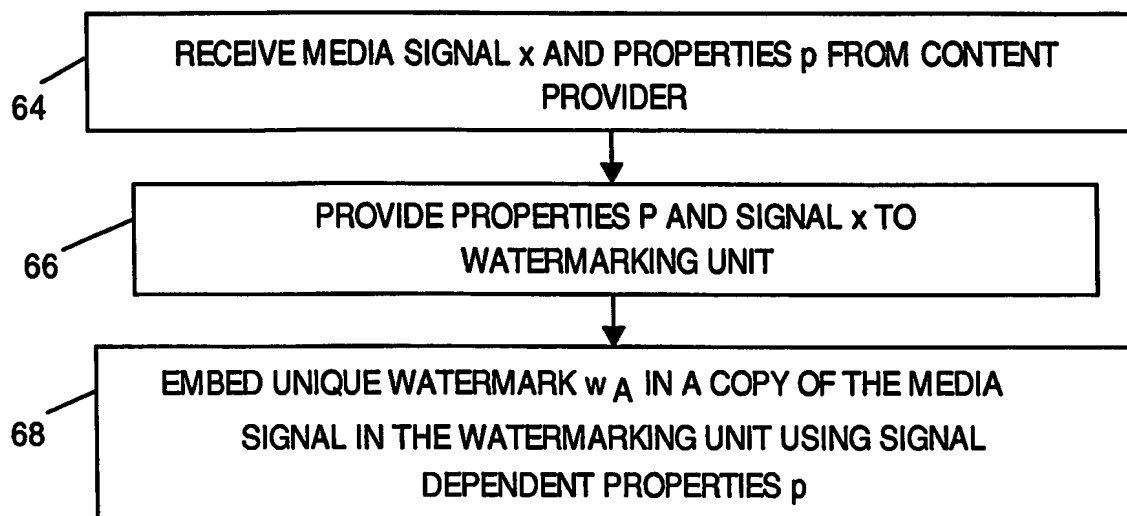 RECEIVE MEDIA SIGNAL x AND PROPERTIES p FROM CONTENT
PROVIDER
64
PROVIDE PROPERTIES P AND SIGNAL x TO
WATERMARKING UNIT
66
EMBED UNIQUE WATERMARK wA IN A COPY OF THE MEDIA
SIGNAL IN THE WATERMARKING UNIT USING SIGNAL
DEPENDENT PROPERTIES p
68